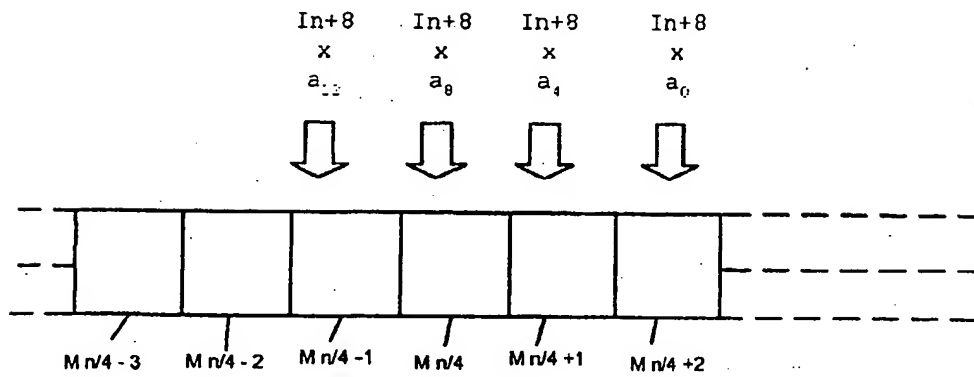 In+8 In+8 In+8 In+8
x x x x
a₈ a₄ a₀
M n/4 - 3 M n/4 - 2 M n/4 - 1 M n/4 M n/4 + 1 M n/4 + 2